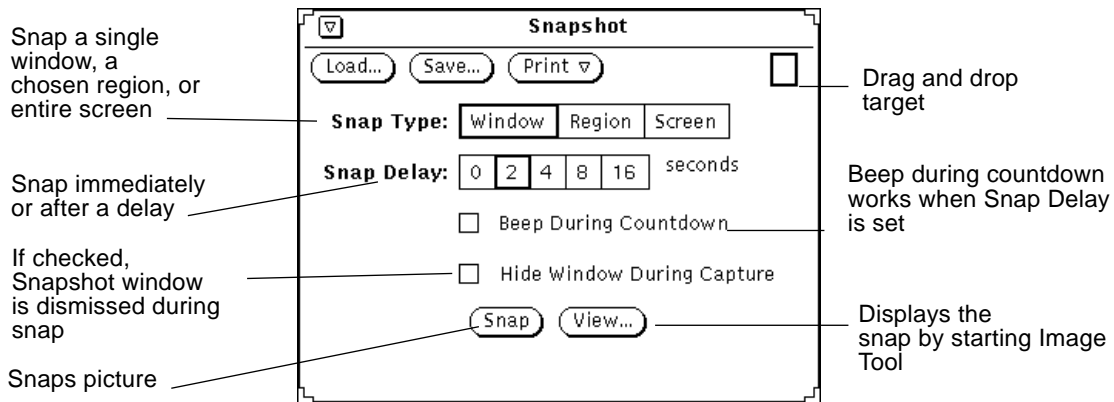 Snapshot
Load... Save... Print
Snap Type: Window Region Screen
Snap Delay: 0 2 4 8 16 seconds
Beep During Countdown
Hide Window During Capture
Snap View...
Snap a single
window, a
chosen region, or
entire screen
Snap immediately
or after a delay
If checked,
Snapshot window
is dismissed during
snap
Snaps picture
Drag and drop
target
Beep during countdown
works when Snap Delay
is set
Displays the
snap by starting Image
Tool